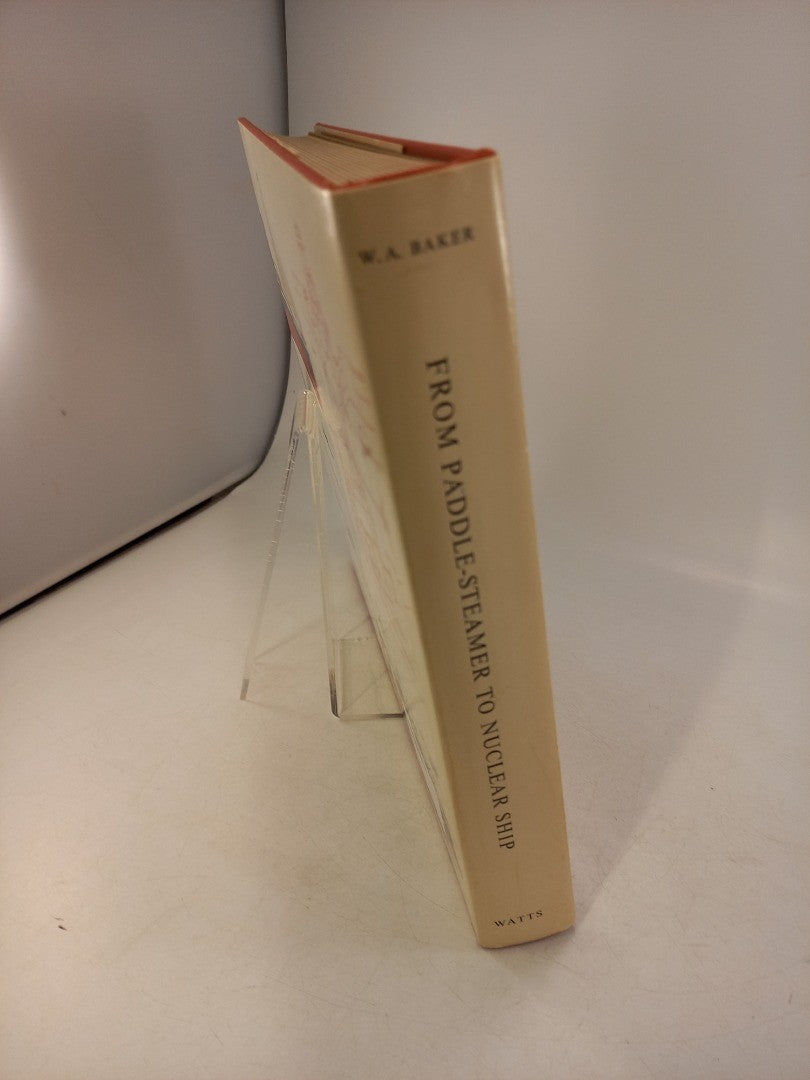 W. A. BAKER
FROM PADDLE-STEAMER TO NUCLEAR SHIP
WATTS